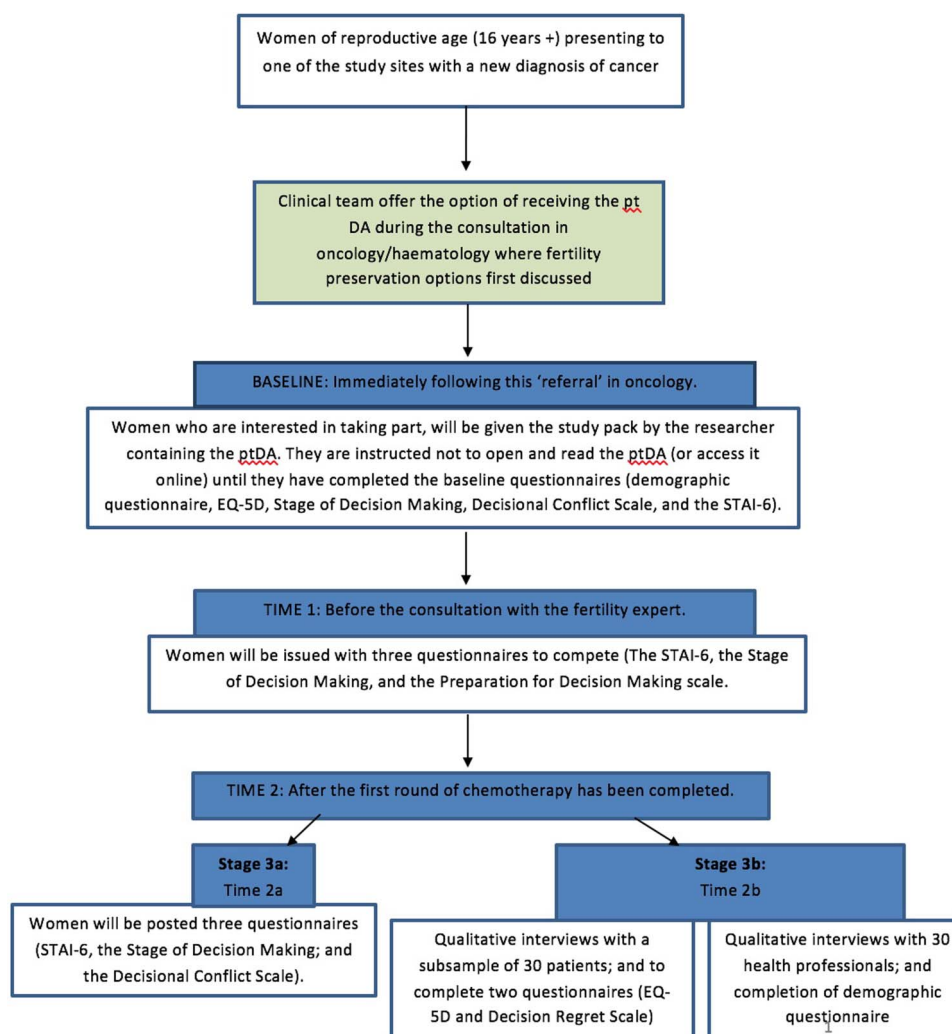 Women of reproductive age (16 years +) presenting to
one of the study sites with a new diagnosis of cancer
Clinical team offer the option of receiving the pt
DA during the consultation in
oncology/haematology where fertility
preservation options first discussed
BASELINE: Immediately following this ‘referral’ in oncology.
Women who are interested in taking part, will be given the study pack by the researcher
containing the ptDA. They are instructed not to open and read the ptDA (or access it
online) until they have completed the baseline questionnaires (demographic
questionnaire, EQ-5D, Stage of Decision Making, Decisional Conflict Scale, and the STAI-6).
TIME 1: Before the consultation with the fertility expert.
Women will be issued with three questionnaires to compete (The STAI-6, the Stage
of Decision Making, and the Preparation for Decision Making scale.
TIME 2: After the first round of chemotherapy has been completed.
Stage 3a:
Time 2a
Women will be posted three questionnaires
(STAI-6, the Stage of Decision Making; and
the Decisional Conflict Scale).
Stage 3b:
Time 2b
Qualitative interviews with a
subsample of 30 patients; and to
complete two questionnaires (EQ-
5D and Decision Regret Scale)
Qualitative interviews with 30
health professionals; and
completion of demographic
questionnaire
1